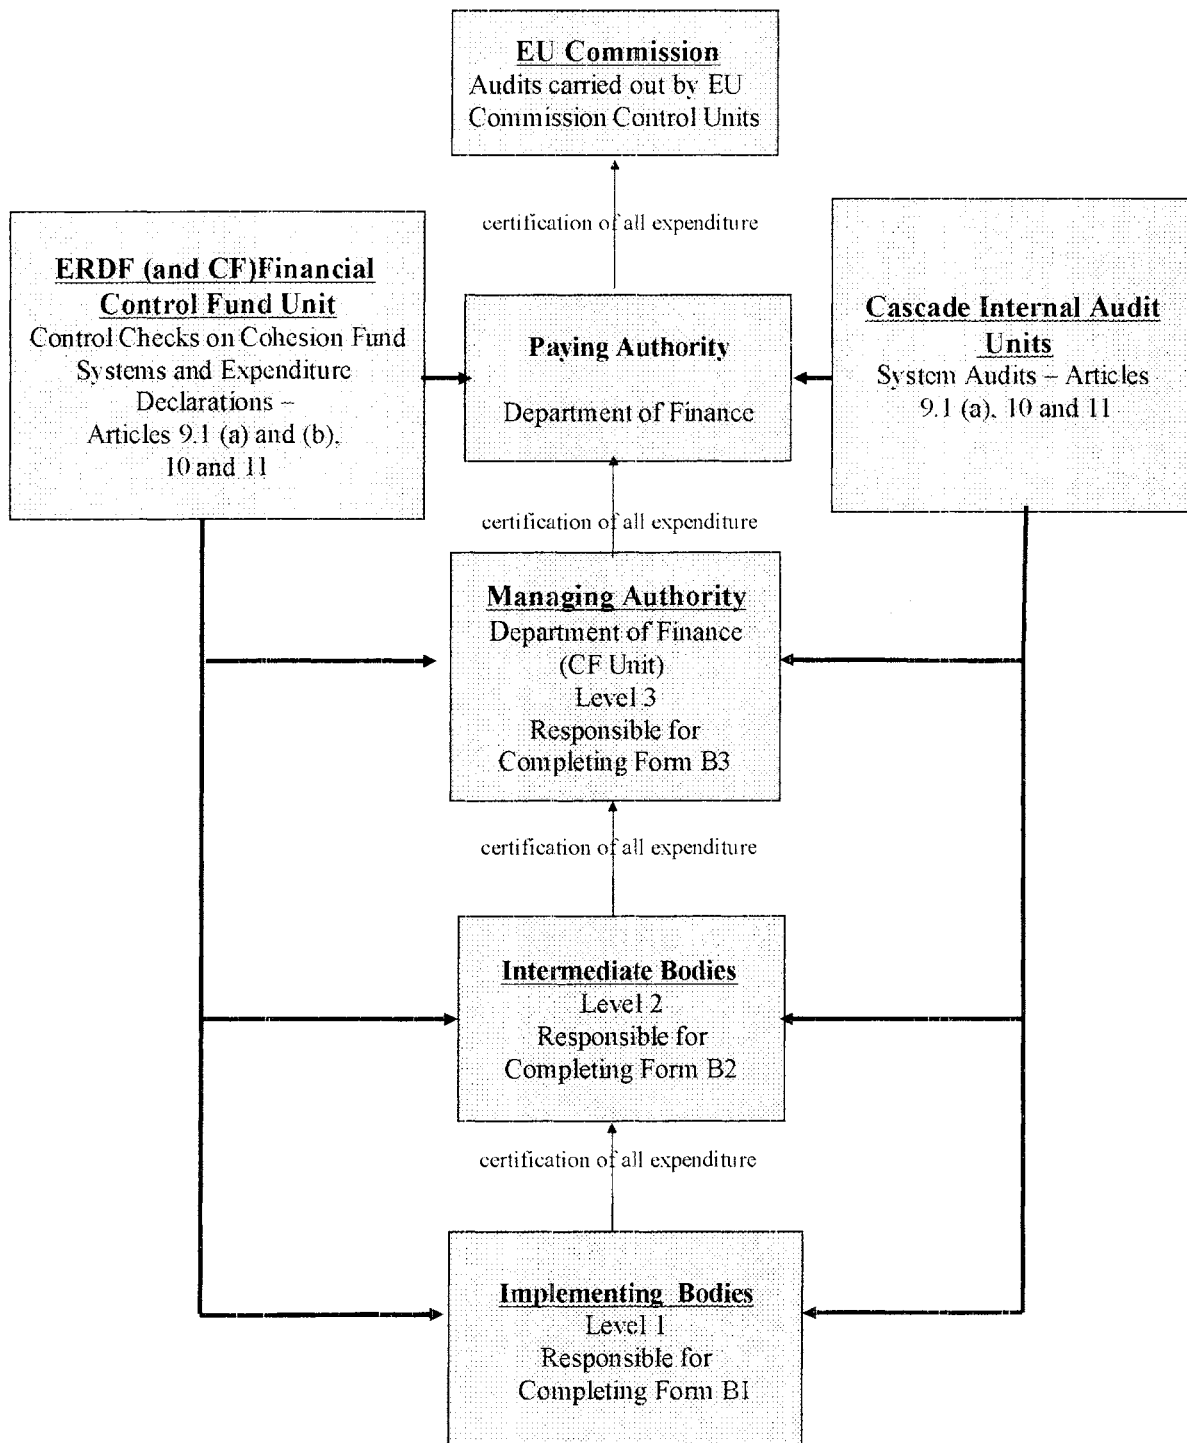 EU Commission
Audits carried out by EU
Commission Control Units
certification of all expenditure
ERDF (and CF)Financial
Control Fund Unit
Control Checks on Cohesion Fund
Systems and Expenditure
Declarations –
Articles 9.1 (a) and (b),
10 and 11
Paying Authority
Department of Finance
Cascade Internal Audit
Units
System Audits – Articles
9.1 (a), 10 and 11
certification of all expenditure
Managing Authority
Department of Finance
(CF Unit)
Level 3
Responsible for
Completing Form B3
certification of all expenditure
Intermediate Bodies
Level 2
Responsible for
Completing Form B2
certification of all expenditure
Implementing Bodies
Level 1
Responsible for
Completing Form B1